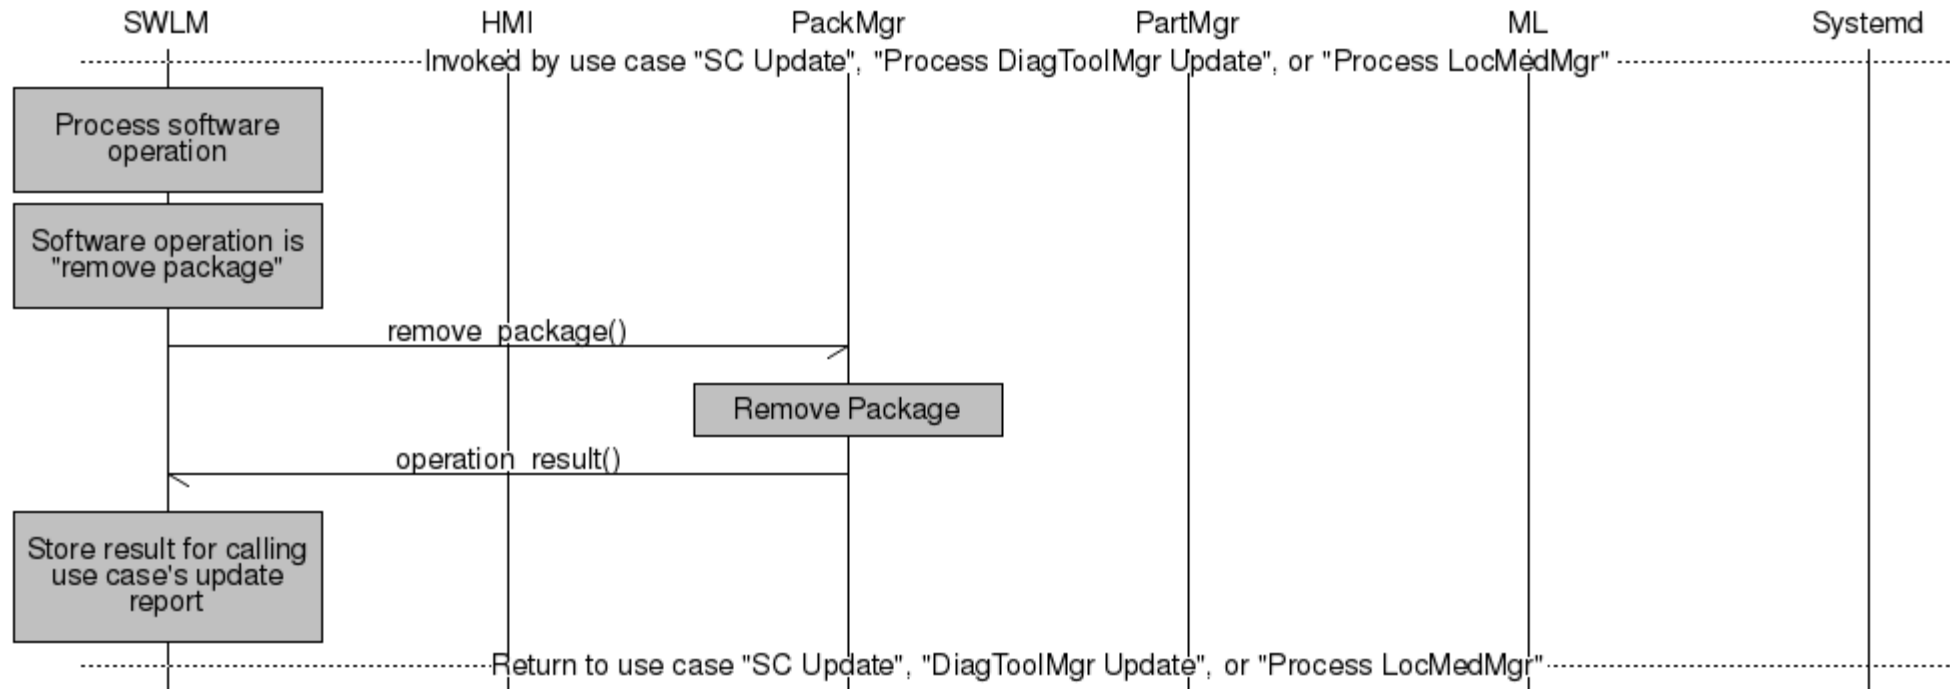 SWLM HMI PackMgr PartMgr ML Systemd
Invoked by use case "SC Update", "Process DiagToolMgr Update", or "Process LocMedMgr"
Process software
operation
Software operation is
"remove package"
remove_package()
Remove Package
operation_result()
Store result for calling
use case's update
report
Return to use case "SC Update", "DiagToolMgr Update", or "Process LocMedMgr"